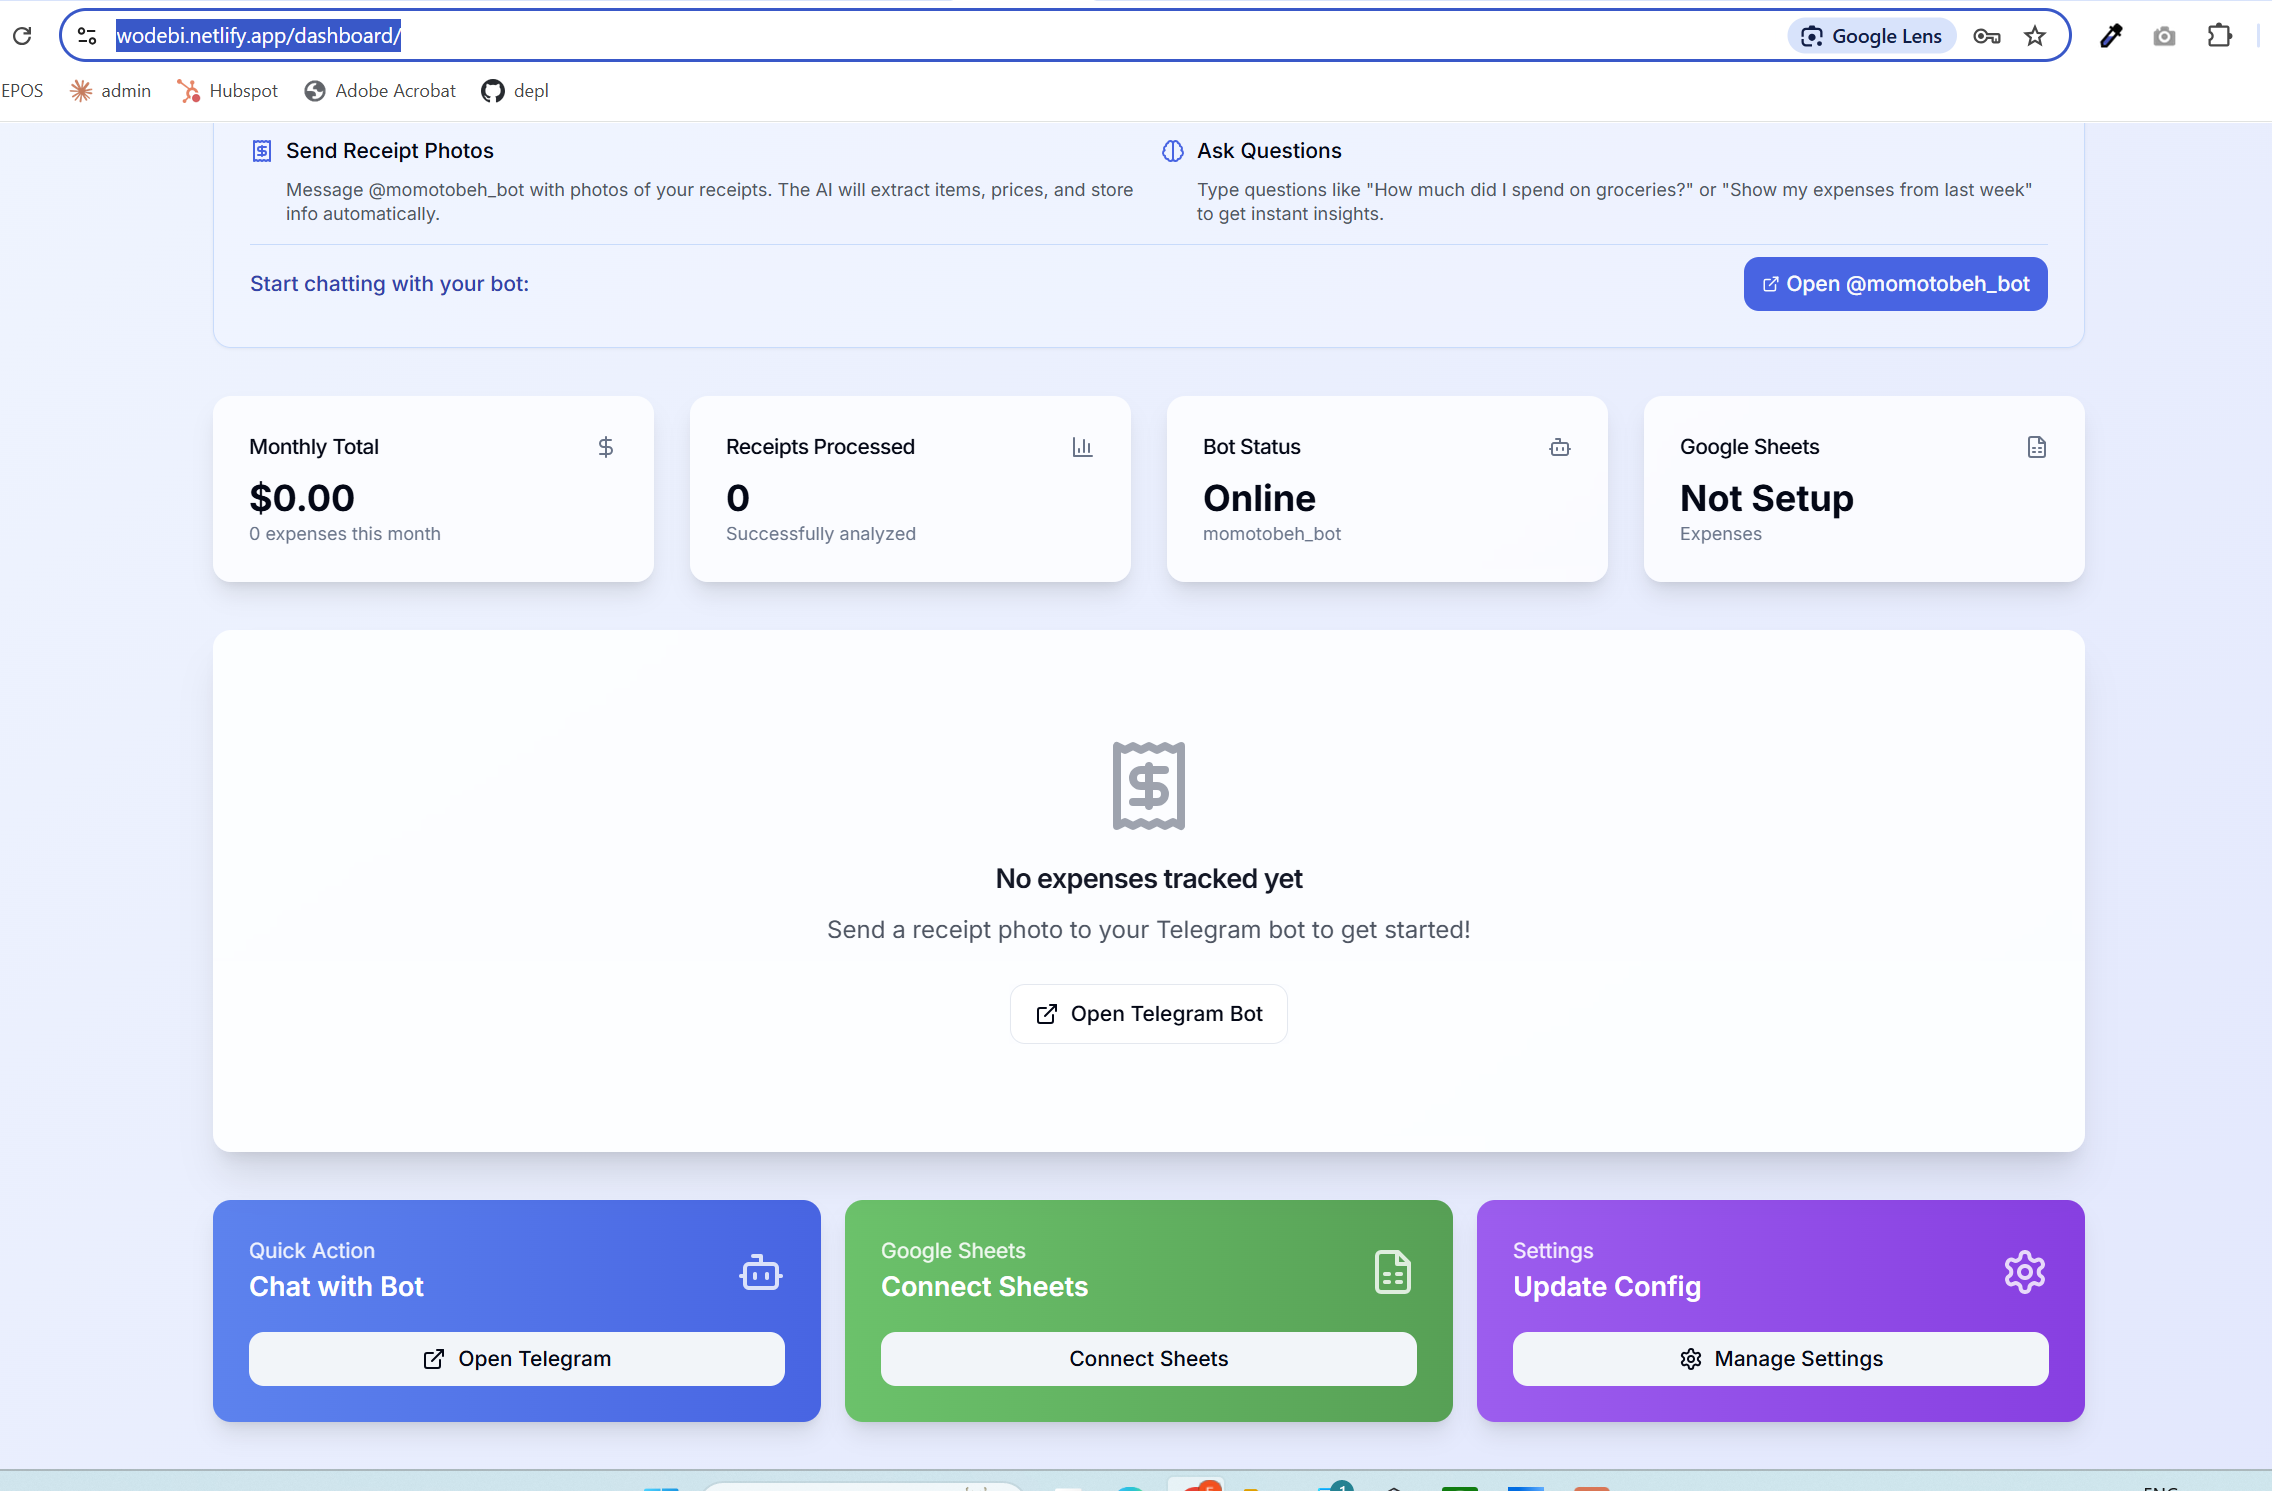 wodebi.netlify.app/dashboard/
Google Lens
EPOS
admin
Hubspot
Adobe Acrobat
depl
Send Receipt Photos
Message @momotobeh_bot with photos of your receipts. The AI will extract items, prices, and store
info automatically.
Ask Questions
Type questions like "How much did I spend on groceries?" or "Show my expenses from last week"
to get instant insights.
Start chatting with your bot:
Open @momotobeh_bot
Monthly Total
$0.00
0 expenses this month
Receipts Processed
0
Successfully analyzed
Bot Status
Online
momotobeh_bot
Google Sheets
Not Setup
Expenses
No expenses tracked yet
Send a receipt photo to your Telegram bot to get started!
Open Telegram Bot
Quick Action
Chat with Bot
Open Telegram
Google Sheets
Connect Sheets
Connect Sheets
Settings
Update Config
Manage Settings